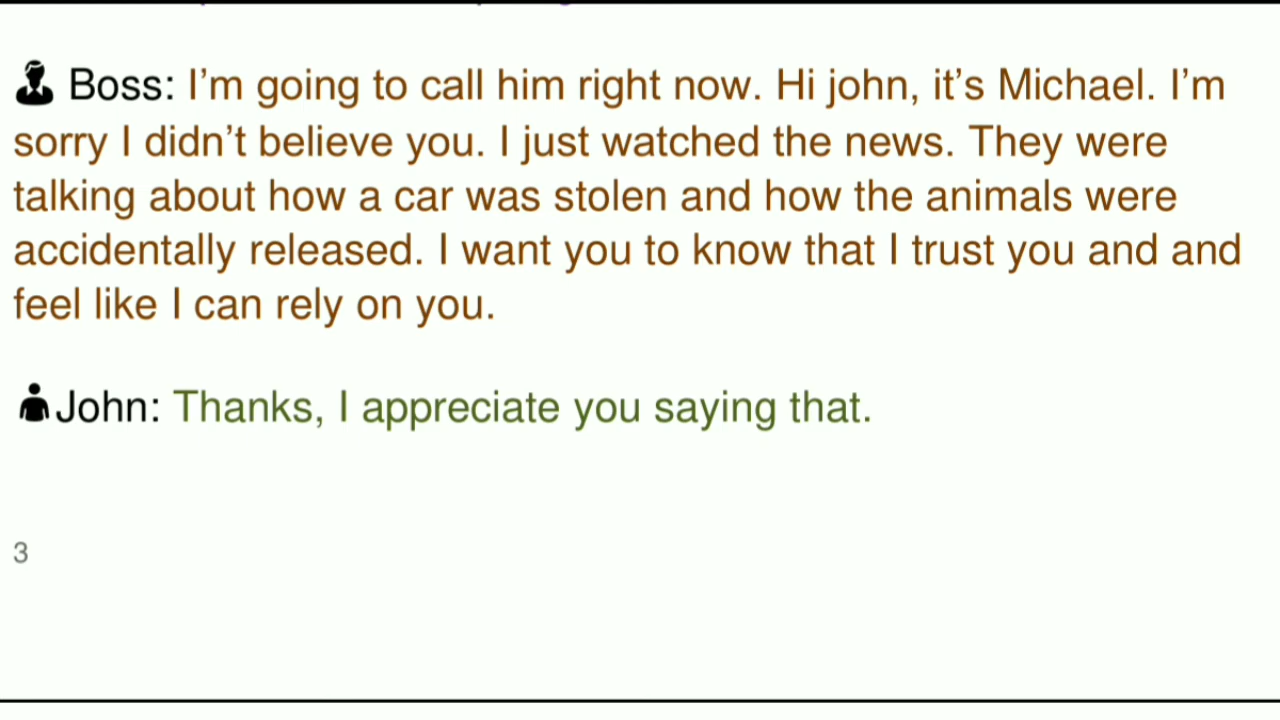 Boss: I'm going to call him right now. Hi john, it's Michael. I'm
sorry I didn't believe you. I just watched the news. They were
talking about how a car was stolen and how the animals were
accidentally released. I want you to know that I trust you and and
feel like I can rely on you.
John: Thanks, I appreciate you saying that.
3